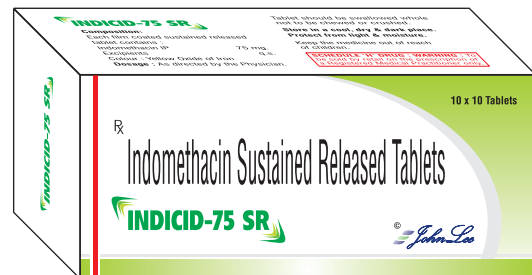 INDICID-75 SR
Composition:
Each film coated sustained released
tablet contains :
Indomethacin IP 75 mg.
Excipients q.s.
Colour : Yellow Oxide of Iron
Dosage : As directed by the Physician.
Tablet should be swallowed whole
not to be chewed or crushed.
Store in a cool, dry & dark place.
Protect from light & moisture.
Keep the medicine out of reach
of children.
SCHEDULE 'H' DRUG : WARNING : To
be sold by retail on the prescription of
a Registered Medical Practitioner only.
INDICID-75 SR
10 x 10 Tablets
Rx
Indomethacin Sustained Released Tablets
INDICID-75 SR
©
John Lee